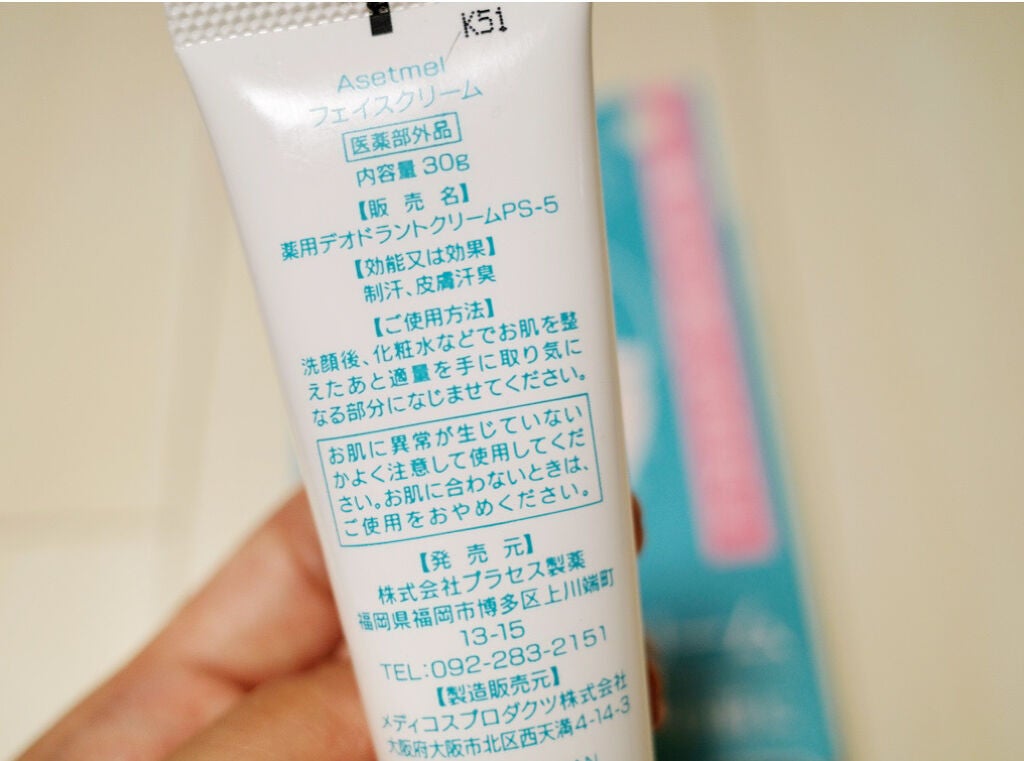 K51
Asetmel
フェイスクリーム
医薬部外品
内容量 30g
【販 売 名】
薬用デオドラントクリームPS-5
【効能又は効果】
制汗、皮膚汗臭
【ご使用方法】
洗顔後、化粧水などでお肌を整
えたあと適量を手に取り気に
なる部分になじませてください。
お肌に異常が生じていない
かよく注意して使用してくだ
さい。お肌に合わないときは、
ご使用をおやめください。
【発 売 元】
株式会社プラセス製薬
福岡県福岡市博多区上川端町
13-15
TEL:092-283-2151
【製造販売元】
メディコスプロダクツ株式会社
大阪府大阪市北区西天満4-14-3